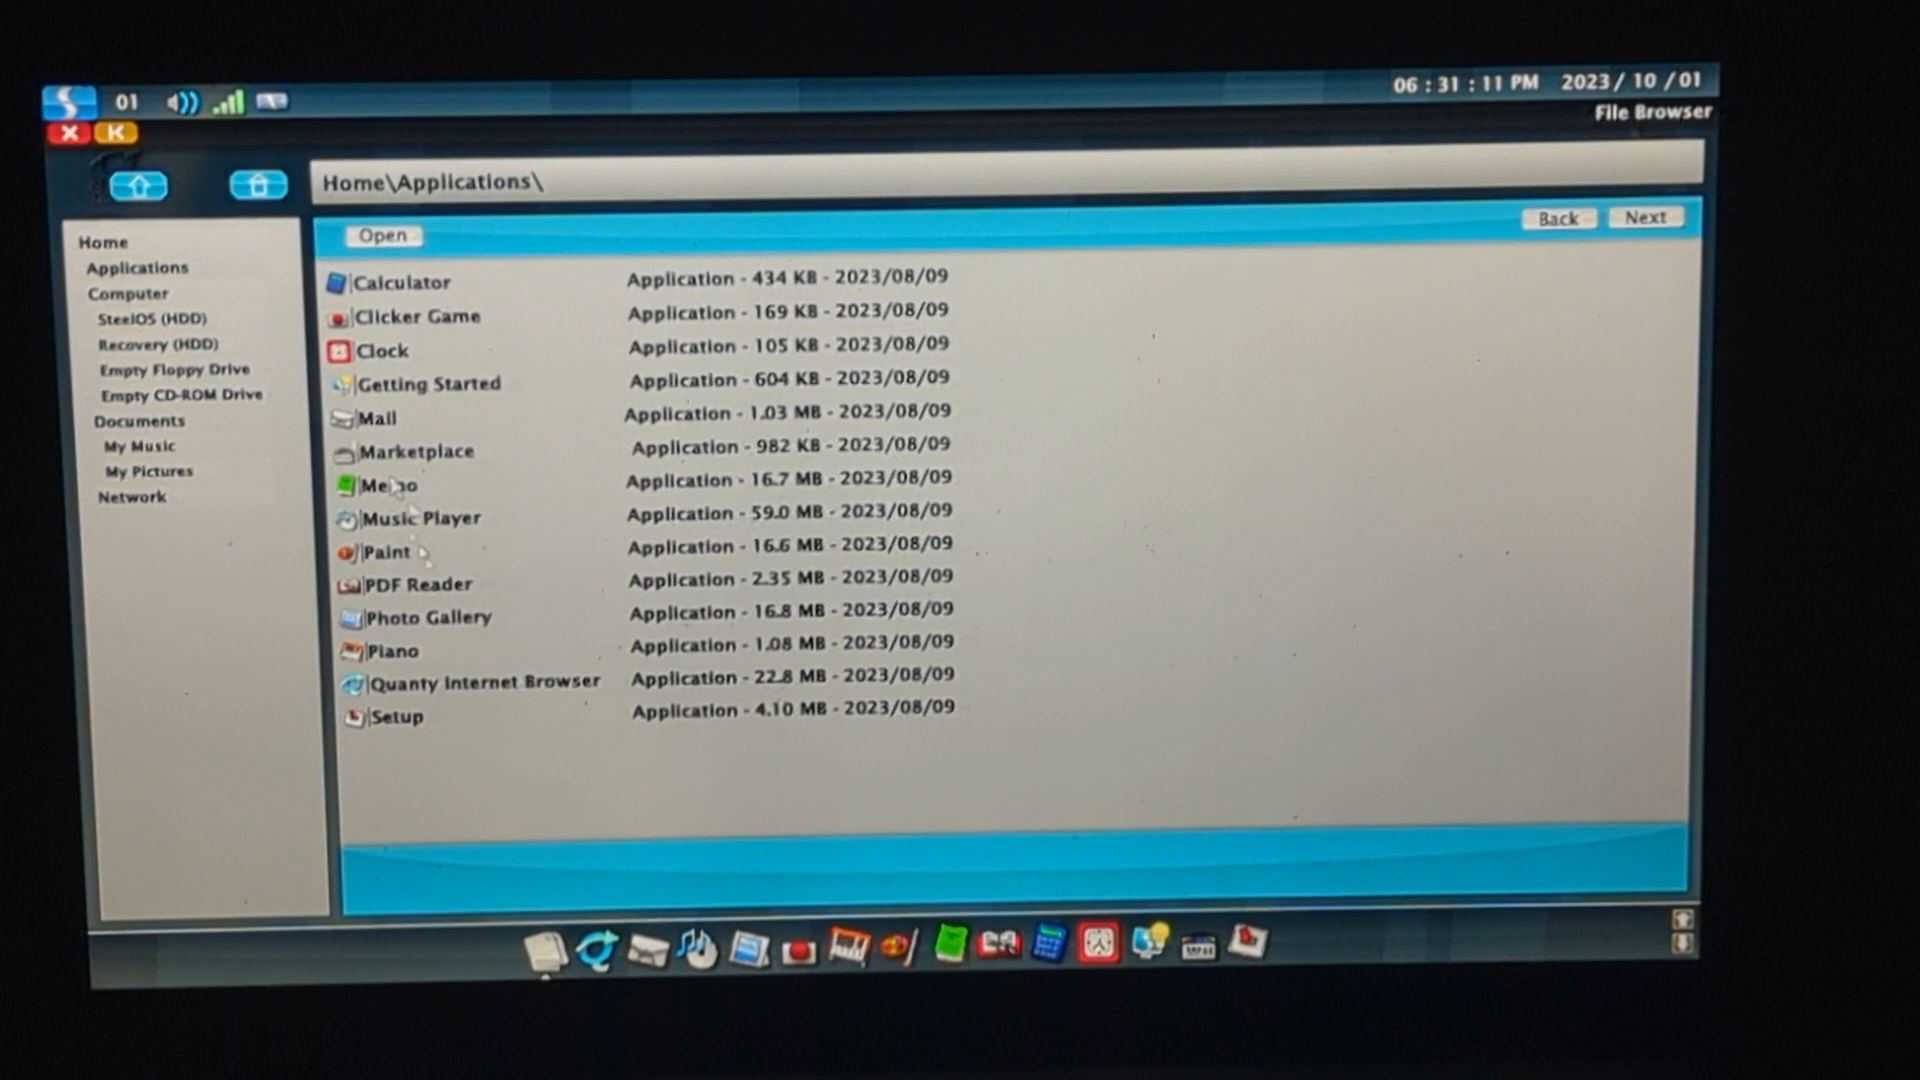 01
06 : 31 : 11 PM 2023 / 10 /01
X K
File Browser
Home\Applications\
Open
Back Next
Home
Applications
Computer
SteelOS (HDD)
Recovery (HDD)
Empty Floppy Drive
Empty CD-ROM Drive
Documents
My Music
My Pictures
Network
Calculator Application - 434 KB - 2023/08/09
Clicker Game Application - 169 KB - 2023/08/09
Clock Application - 105 KB - 2023/08/09
Getting Started Application - 604 KB - 2023/08/09
Mail Application - 1.03 MB - 2023/08/09
Marketplace Application - 982 KB - 2023/08/09
Memo Application - 16.7 MB - 2023/08/09
Music Player Application - 59.0 MB - 2023/08/09
Paint Application - 16.6 MB - 2023/08/09
PDF Reader Application - 2.35 MB - 2023/08/09
Photo Gallery Application - 16.8 MB - 2023/08/09
Piano Application - 1.08 MB - 2023/08/09
Quanty Internet Browser Application - 22.8 MB - 2023/08/09
Setup Application - 4.10 MB - 2023/08/09